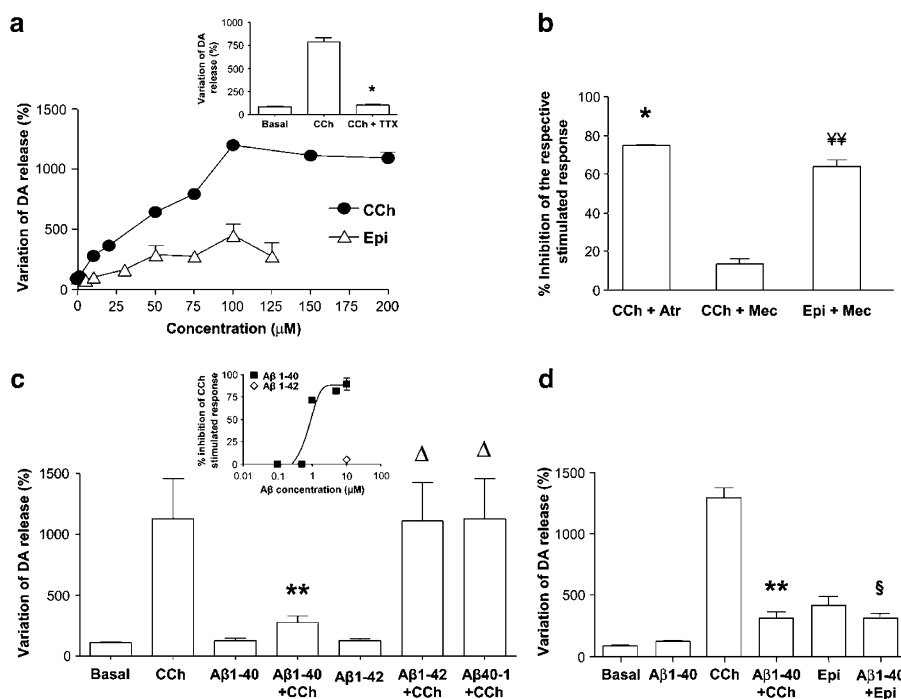 a
Variation of DA release (%)
1500
1000
500
0
0
25
50
75
100
125
150
175
200
Concentration (µM)
CCh
Epi
Variation of DA
release (%)
1000
750
500
250
0
*
Basal
CCh
CCh + TTX
b
% Inhibition of the respective
stimulated response
100
80
60
40
20
0
*
¥¥
CCh + Atr
CCh + Mec
Epi + Mec
c
Aβ 1-40
Aβ 1-42
% inhibition of CCh
stimulated response
100
75
50
25
0
0.01
0.1
1
10
100
Aβ concentration (µM)
Variation of DA release (%)
1500
1000
500
0
**
Δ
Δ
Basal
CCh
Aβ1-40
Aβ1-40
+CCh
Aβ1-42
Aβ1-42
+CCh
Aβ40-1
+CCh
d
Variation of DA release (%)
1500
1000
500
0
**
§
Basal
Aβ1-40
CCh
Aβ1-40
+CCh
Epi
Aβ1-40
+Epi